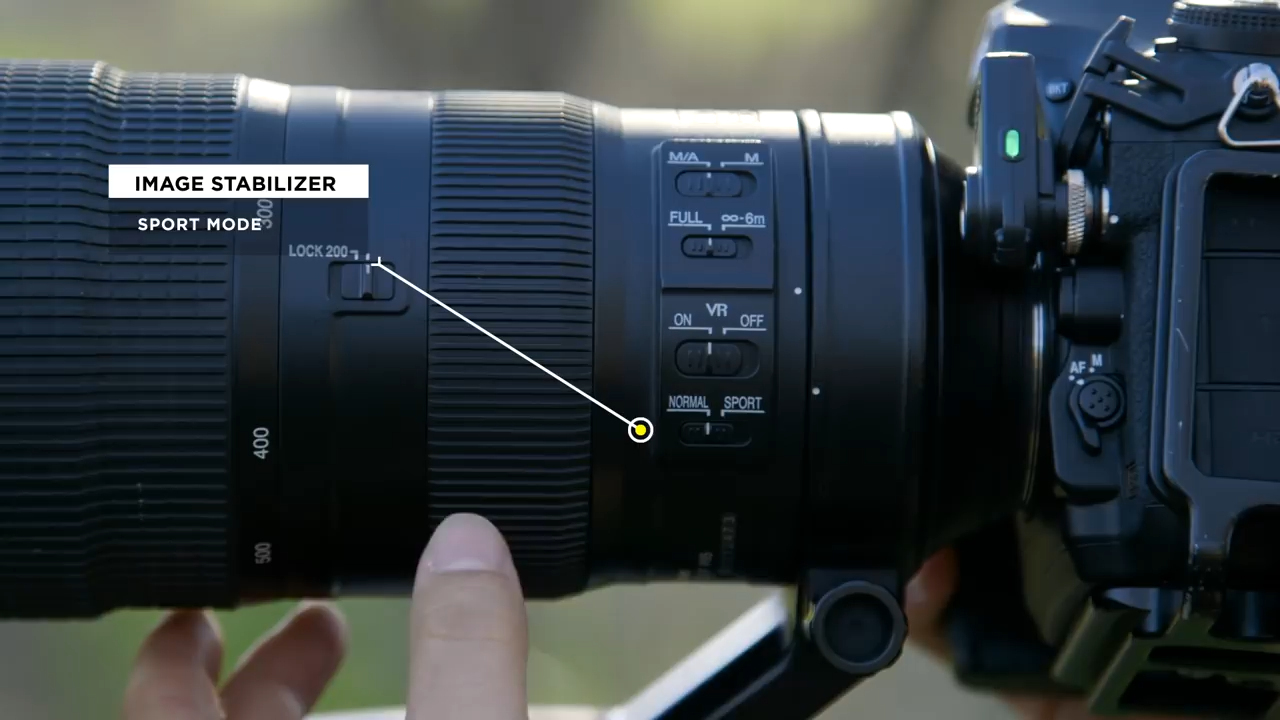 IMAGE STABILIZER
SPORT MODE
300
LOCK 200
400
500
M/A M
FULL ∞-6m
VR
ON OFF
NORMAL SPORT
BKT
AF M